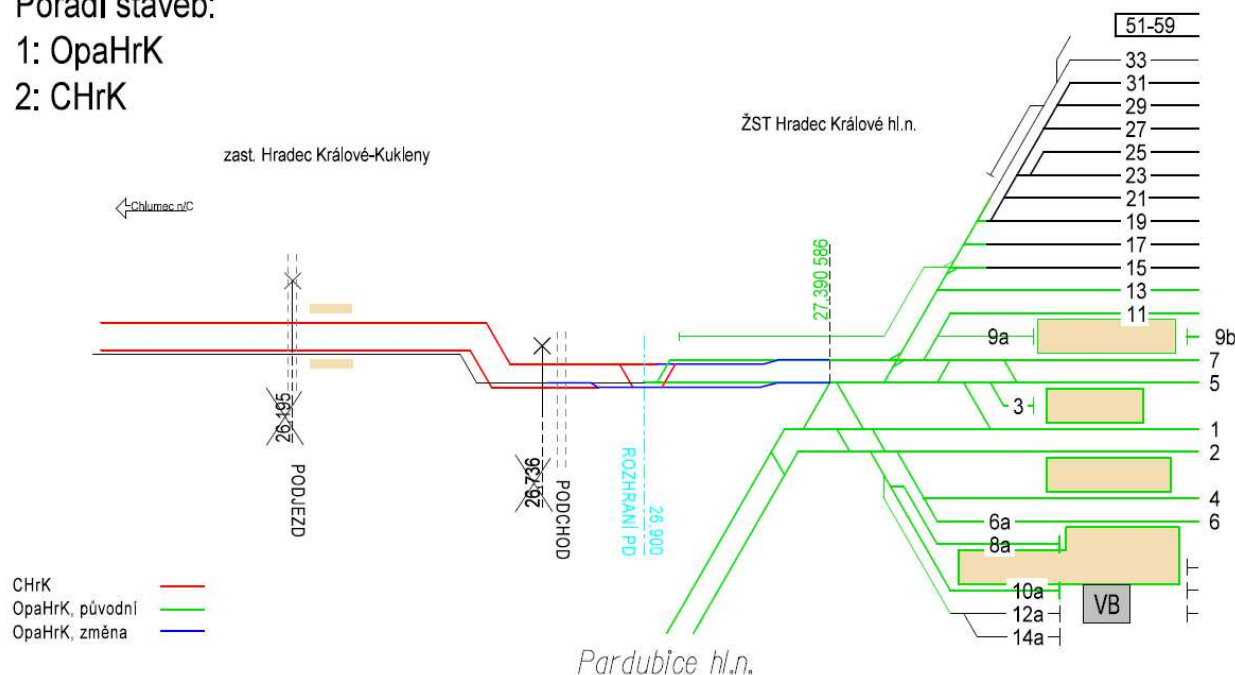 Pořadí staveb:
1: OpaHrK
2: CHrK
zast. Hradec Králové-Kukleny
ŽST Hradec Králové hl.n.
Chlumec n/C
51-59
33
31
29
27
25
23
21
19
17
15
13
11
9a
9b
7
5
3
1
2
4
6a
6
8a
10a
12a
14a
VB
27,390 586
26,195
PODJEZD
26,736
PODCHOD
ROZHRANÍ PD
26,900
CHrK
OpaHrK, původní
OpaHrK, změna
Pardubice hl.n.